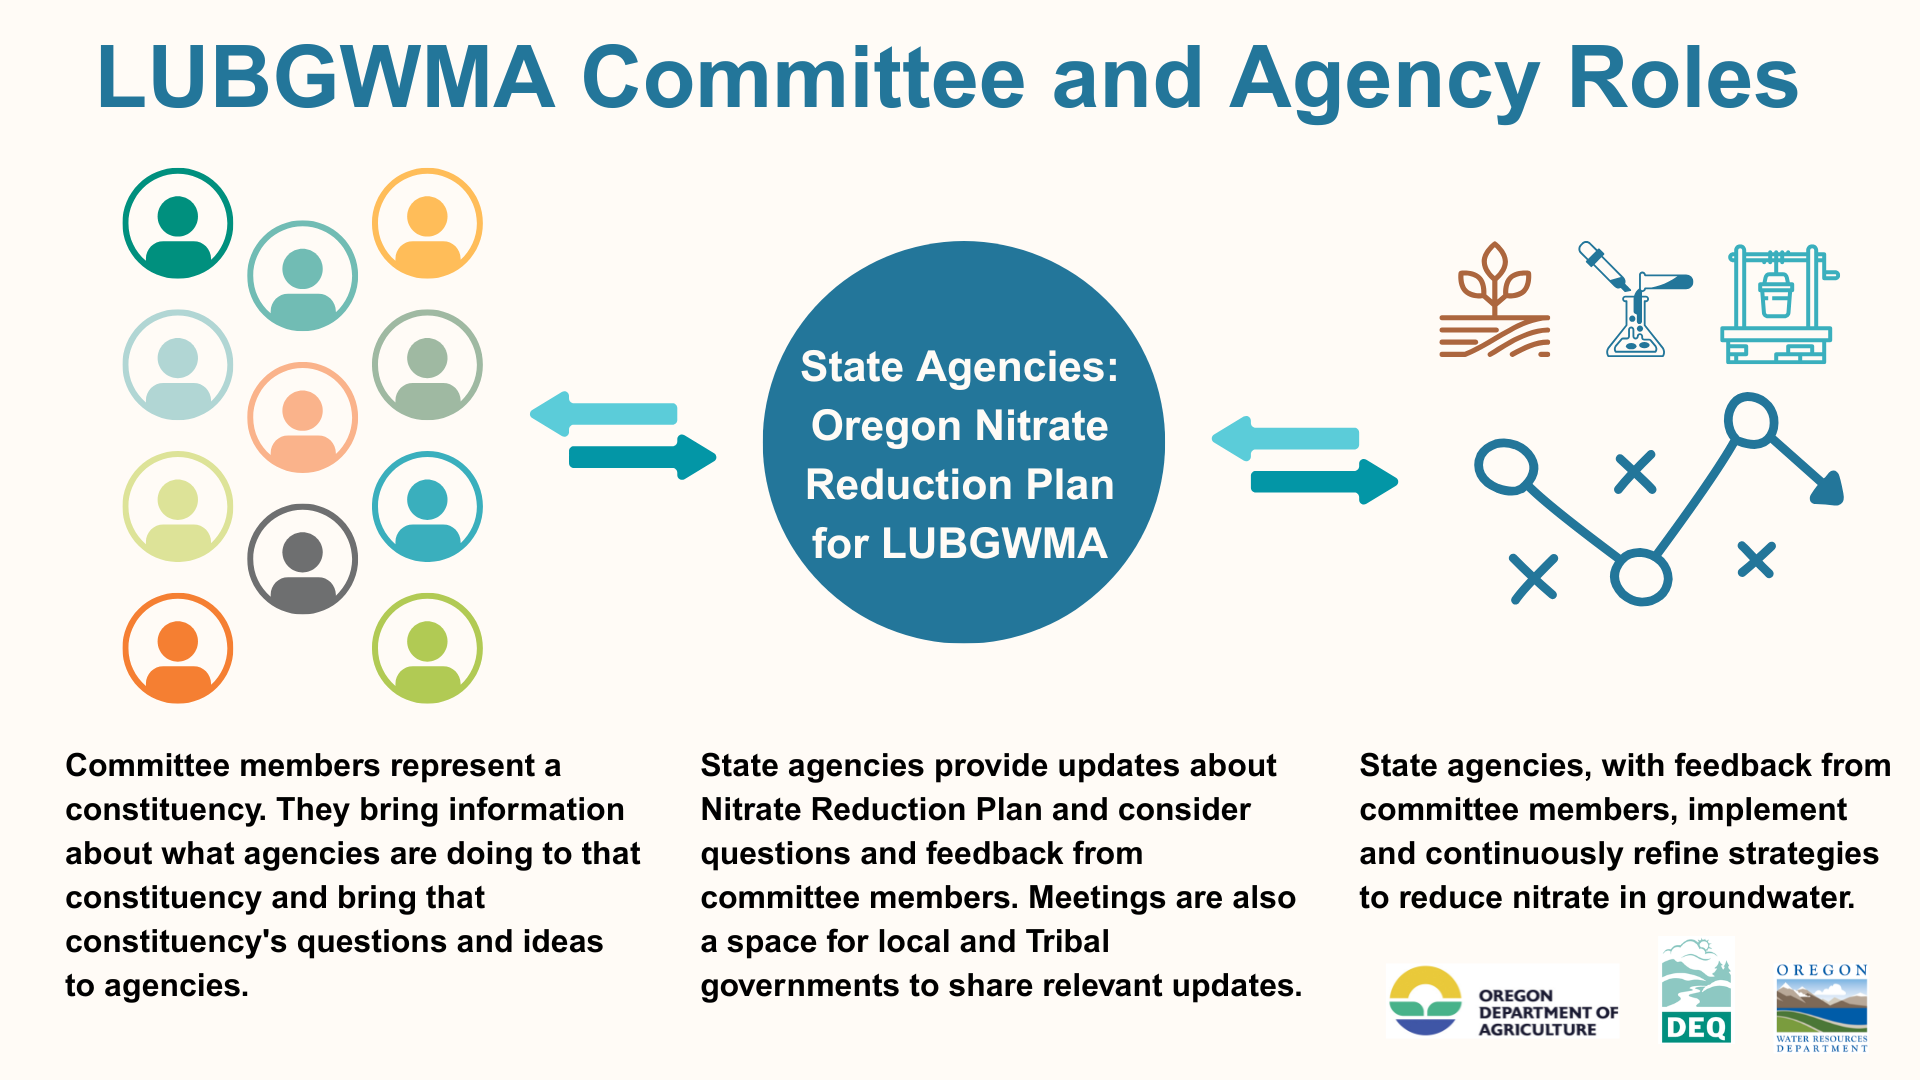 LUBGWMA Committee and Agency Roles
State Agencies:
Oregon Nitrate
Reduction Plan
for LUBGWMA
Committee members represent a
constituency. They bring information
about what agencies are doing to that
constituency and bring that
constituency's questions and ideas
to agencies.
State agencies provide updates about
Nitrate Reduction Plan and consider
questions and feedback from
committee members. Meetings are also
a space for local and Tribal
governments to share relevant updates.
State agencies, with feedback from
committee members, implement
and continuously refine strategies
to reduce nitrate in groundwater.
OREGON
DEPARTMENT OF
AGRICULTURE
DEQ
OREGON
WATER RESOURCES
DEPARTMENT